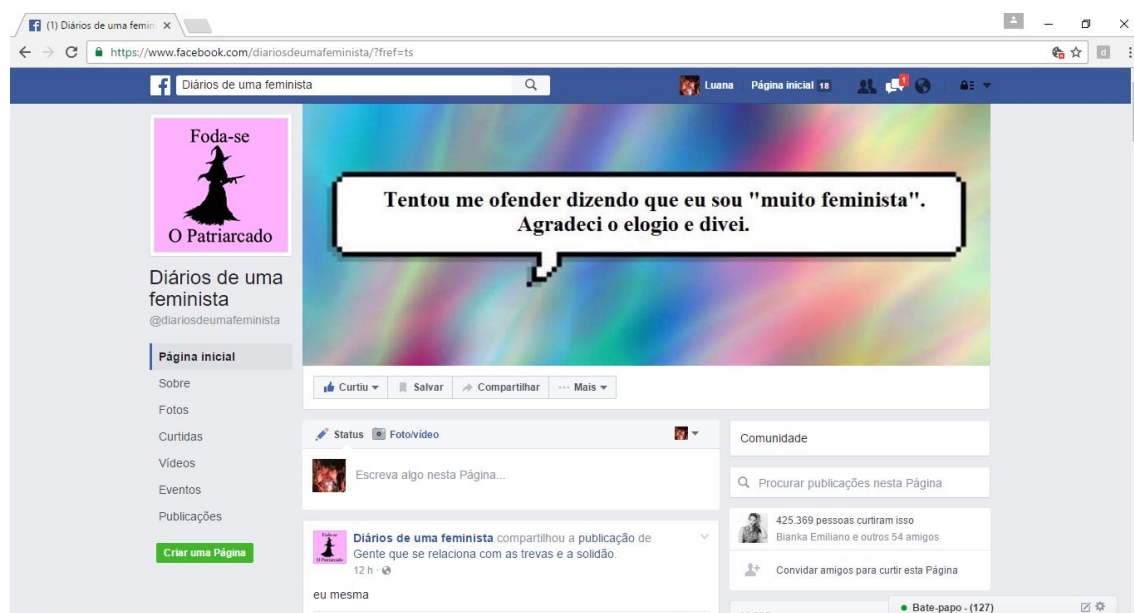 (1) Diários de uma femin
https://www.facebook.com/diariosdeumafeminista/?fref=ts
Diários de uma feminista
Luana
Página inicial 18
1
Foda-se
O Patriarcado
Tentou me ofender dizendo que eu sou "muito feminista".
Agradeci o elogio e divei.
Diários de uma
feminista
@diariosdeumafeminista
Página inicial
Sobre
Fotos
Curtidas
Vídeos
Eventos
Publicações
Criar uma Página
Curtiu Salvar Compartilhar ··· Mais
Status Foto/vídeo
Escreva algo nesta Página...
Diários de uma feminista compartilhou a publicação de
Gente que se relaciona com as trevas e a solidão.
12 h ·
eu mesma
Comunidade
Procurar publicações nesta Página
425.369 pessoas curtiram isso
Bianka Emiliano e outros 54 amigos
Convidar amigos para curtir esta Página
Bate-papo - (127)